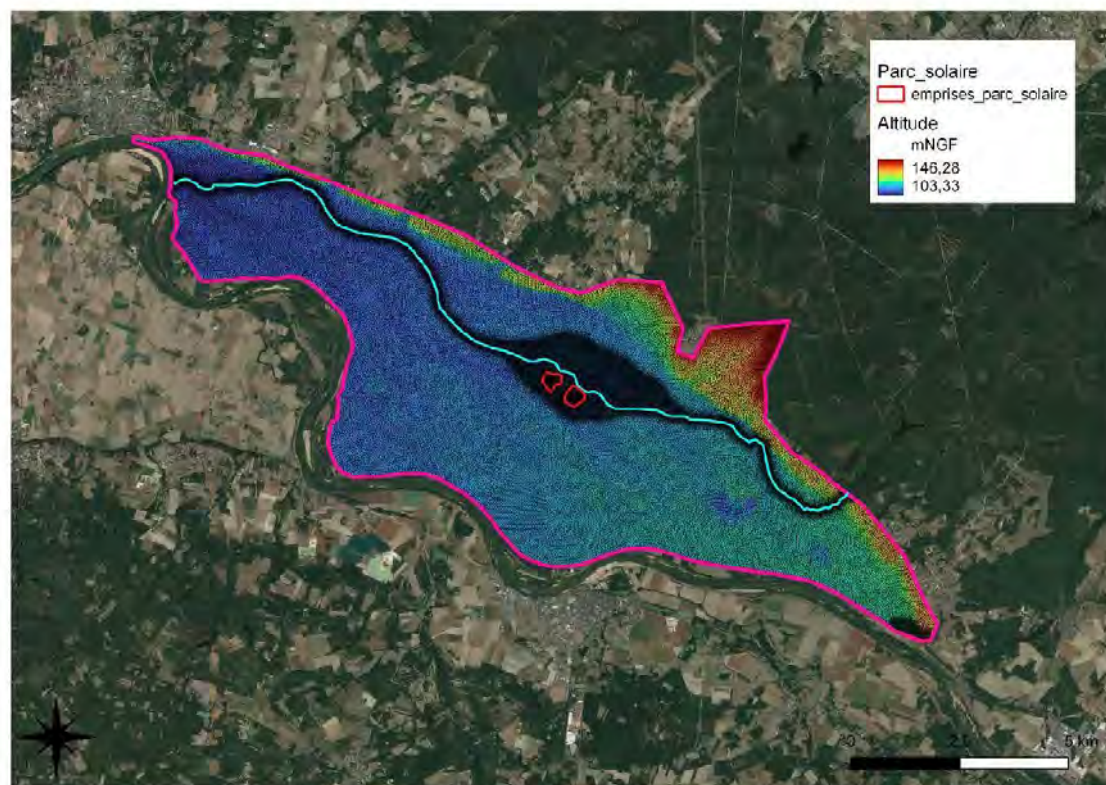 Parc_solaire
emprises_parc_solaire
Altitude
mNGF
146,28
103,33
5 km